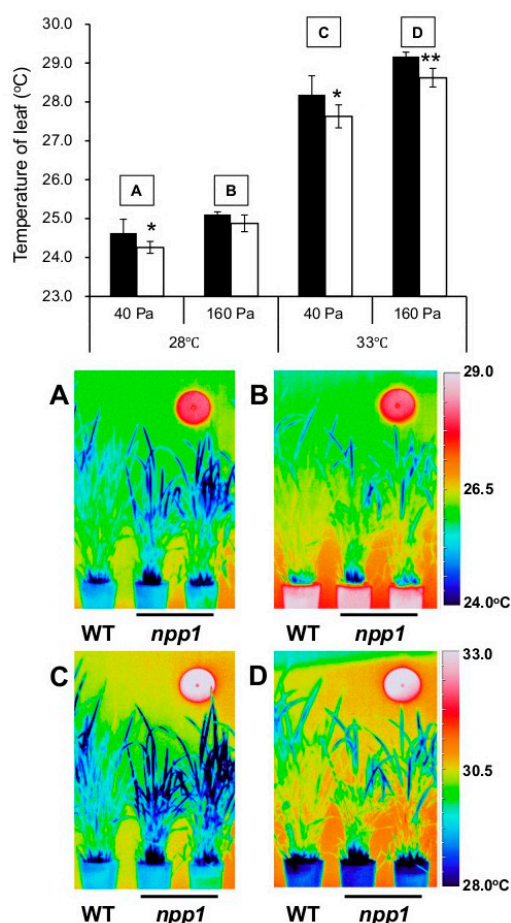 30.0
29.0
28.0
27.0
26.0
25.0
24.0
23.0
Temperature of leaf (ºC)
A
*
B
C
*
D
**
40 Pa 160 Pa 40 Pa 160 Pa
28℃ 33℃
A
B
29.0
26.5
24.0ºC
WT npp1 WT npp1
C
D
33.0
30.5
28.0ºC
WT npp1 WT npp1